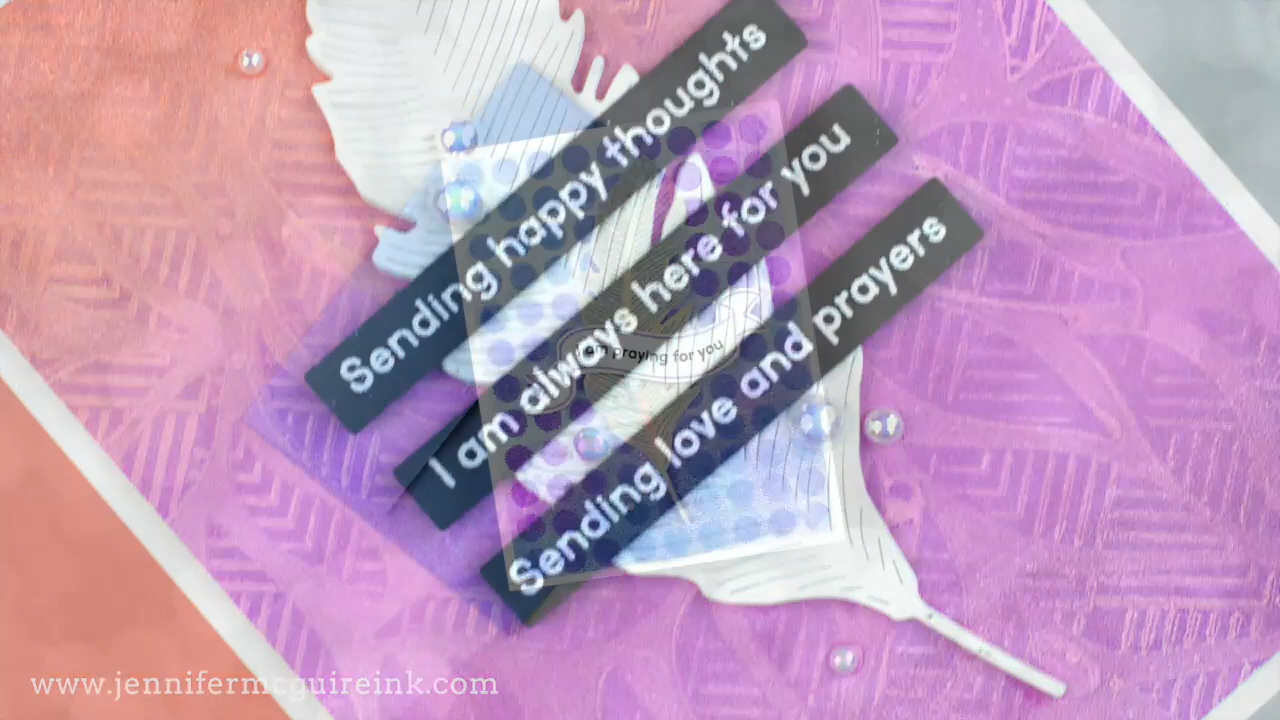 Sending happy thoughts
I am always here for you
I am praying for you
Sending love and prayers
www.jennifermcguireink.com